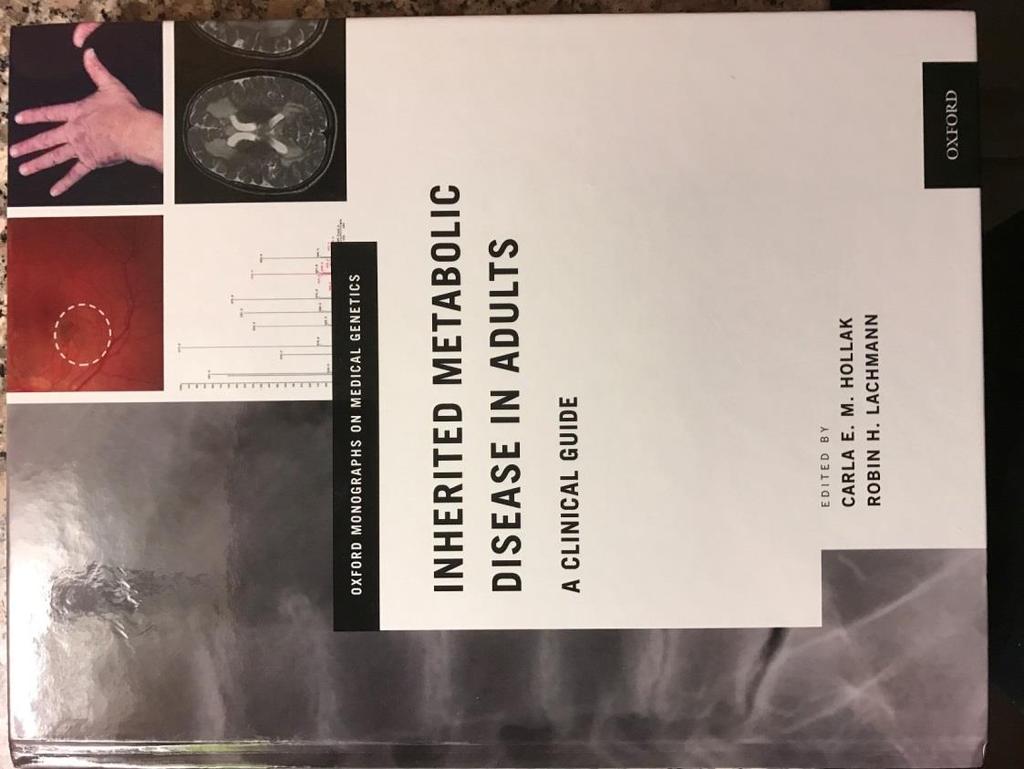 OXFORD MONOGRAPHS ON MEDICAL GENETICS
INHERITED METABOLIC
DISEASE IN ADULTS
A CLINICAL GUIDE
EDITED BY
CARLA E. M. HOLLAK
ROBIN H. LACHMANN
OXFORD